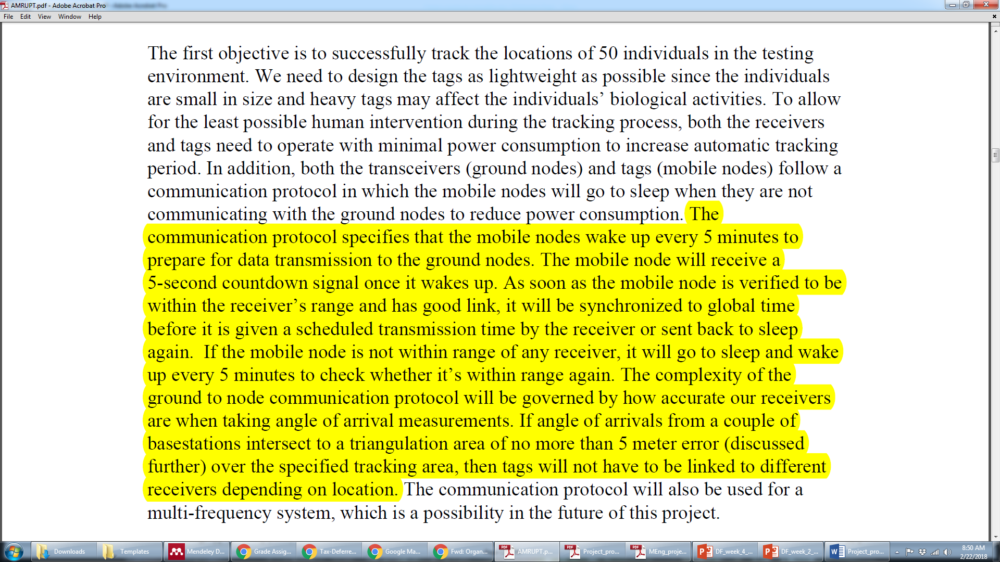 AMRUPT.pdf - Adobe Acrobat Pro
File Edit View Window Help
The first objective is to successfully track the locations of 50 individuals in the testing
environment. We need to design the tags as lightweight as possible since the individuals
are small in size and heavy tags may affect the individuals’ biological activities. To allow
for the least possible human intervention during the tracking process, both the receivers
and tags need to operate with minimal power consumption to increase automatic tracking
period. In addition, both the transceivers (ground nodes) and tags (mobile nodes) follow a
communication protocol in which the mobile nodes will go to sleep when they are not
communicating with the ground nodes to reduce power consumption. The
communication protocol specifies that the mobile nodes wake up every 5 minutes to
prepare for data transmission to the ground nodes. The mobile node will receive a
5-second countdown signal once it wakes up. As soon as the mobile node is verified to be
within the receiver’s range and has good link, it will be synchronized to global time
before it is given a scheduled transmission time by the receiver or sent back to sleep
again.  If the mobile node is not within range of any receiver, it will go to sleep and wake
up every 5 minutes to check whether it’s within range again. The complexity of the
ground to node communication protocol will be governed by how accurate our receivers
are when taking angle of arrival measurements. If angle of arrivals from a couple of
basestations intersect to a triangulation area of no more than 5 meter error (discussed
further) over the specified tracking area, then tags will not have to be linked to different
receivers depending on location. The communication protocol will also be used for a
multi-frequency system, which is a possibility in the future of this project.
Downloads Templates Mendeley D... Grade Assig... Tax-Deferre... Google Ma... Fwd: Organ... AMRUPT.p... Project_pro... MEng_proje... DF_week_4_... DF_week_2_... Project_pro... 8:50 AM
2/22/2018